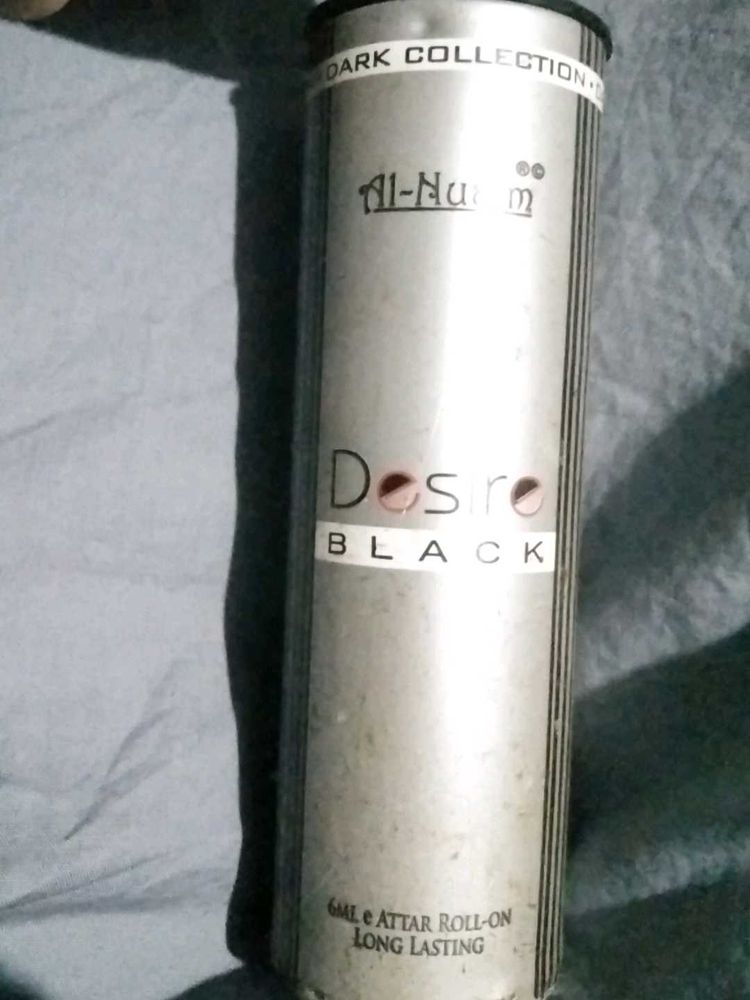 DARK COLLECTION ·
®©
Desire
BLACK
6ML e ATTAR ROLL-ON
LONG LASTING